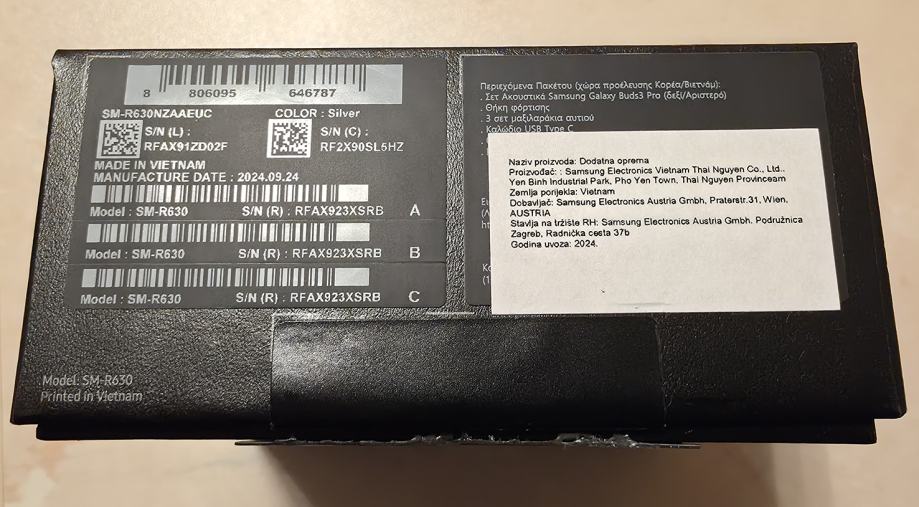 8 806095 646787
SM-R630NZAAEUC COLOR : Silver
S/N (L) : S/N (C) :
RFAX91ZD02F RF2X90SL5HZ
MADE IN VIETNAM
MANUFACTURE DATE : 2024.09.24
Model : SM-R630 S/N (R) : RFAX923XSRB A
Model : SM-R630 S/N (R) : RFAX923XSRB B
Model : SM-R630 S/N (R) : RFAX923XSRB C
Model: SM-R630
Printed in Vietnam
Περιεχόμενα Πακέτου (χώρα προέλευσης Κορέα/Βιετνάμ):
. Σετ Ακουστικά Samsung Galaxy Buds3 Pro (δεξί/Αριστερό)
. Θήκη φόρτισης
. 3 σετ μαξιλαράκια αυτιού
. Καλώδιο USB Type C
Naziv proizvoda: Dodatna oprema
Proizvođač: : Samsung Electronics Vietnam Thai Nguyen Co., Ltd.,
Yen Binh Industrial Park, Pho Yen Town, Thai Nguyen Provinceam
Zemlja porijekla: Vietnam
Dobavljač: Samsung Electronics Austria Gmbh, Praterstr.31, Wien,
AUSTRIA
Stavlja na tržište RH: Samsung Electronics Austria Gmbh. Podružnica
Zagreb, Radnička cesta 37b
Godina uvoza: 2024.